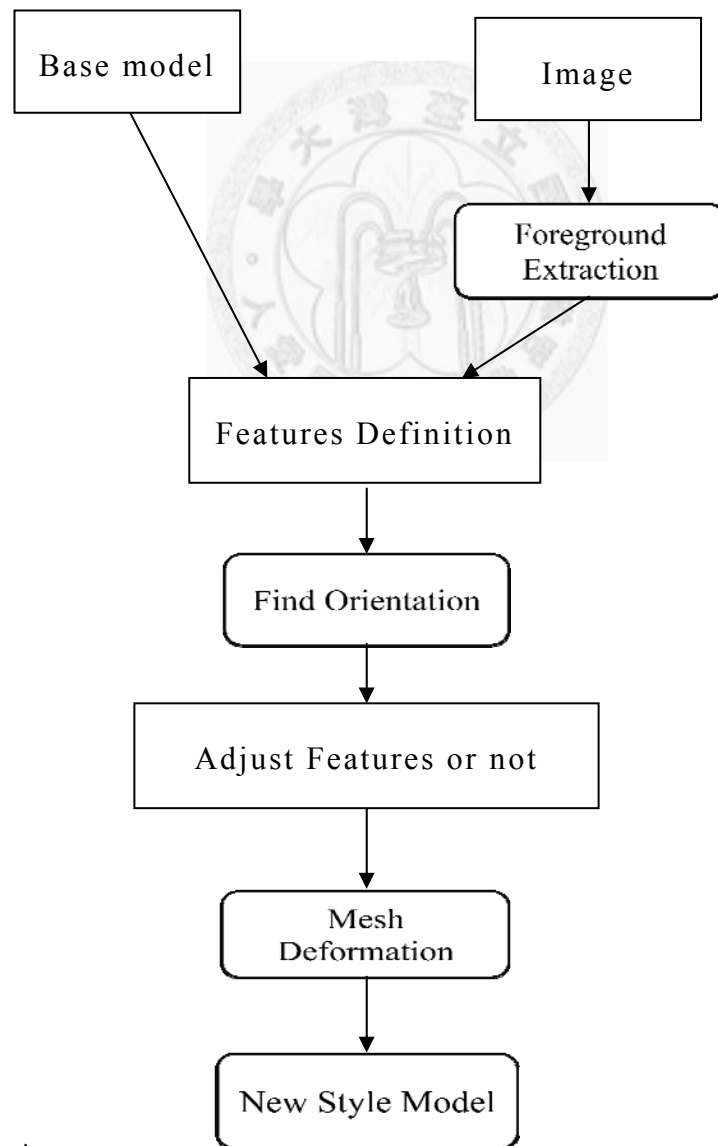 Base model
Image
Foreground
Extraction
Features Definition
Find Orientation
Adjust Features or not
Mesh
Deformation
New Style Model